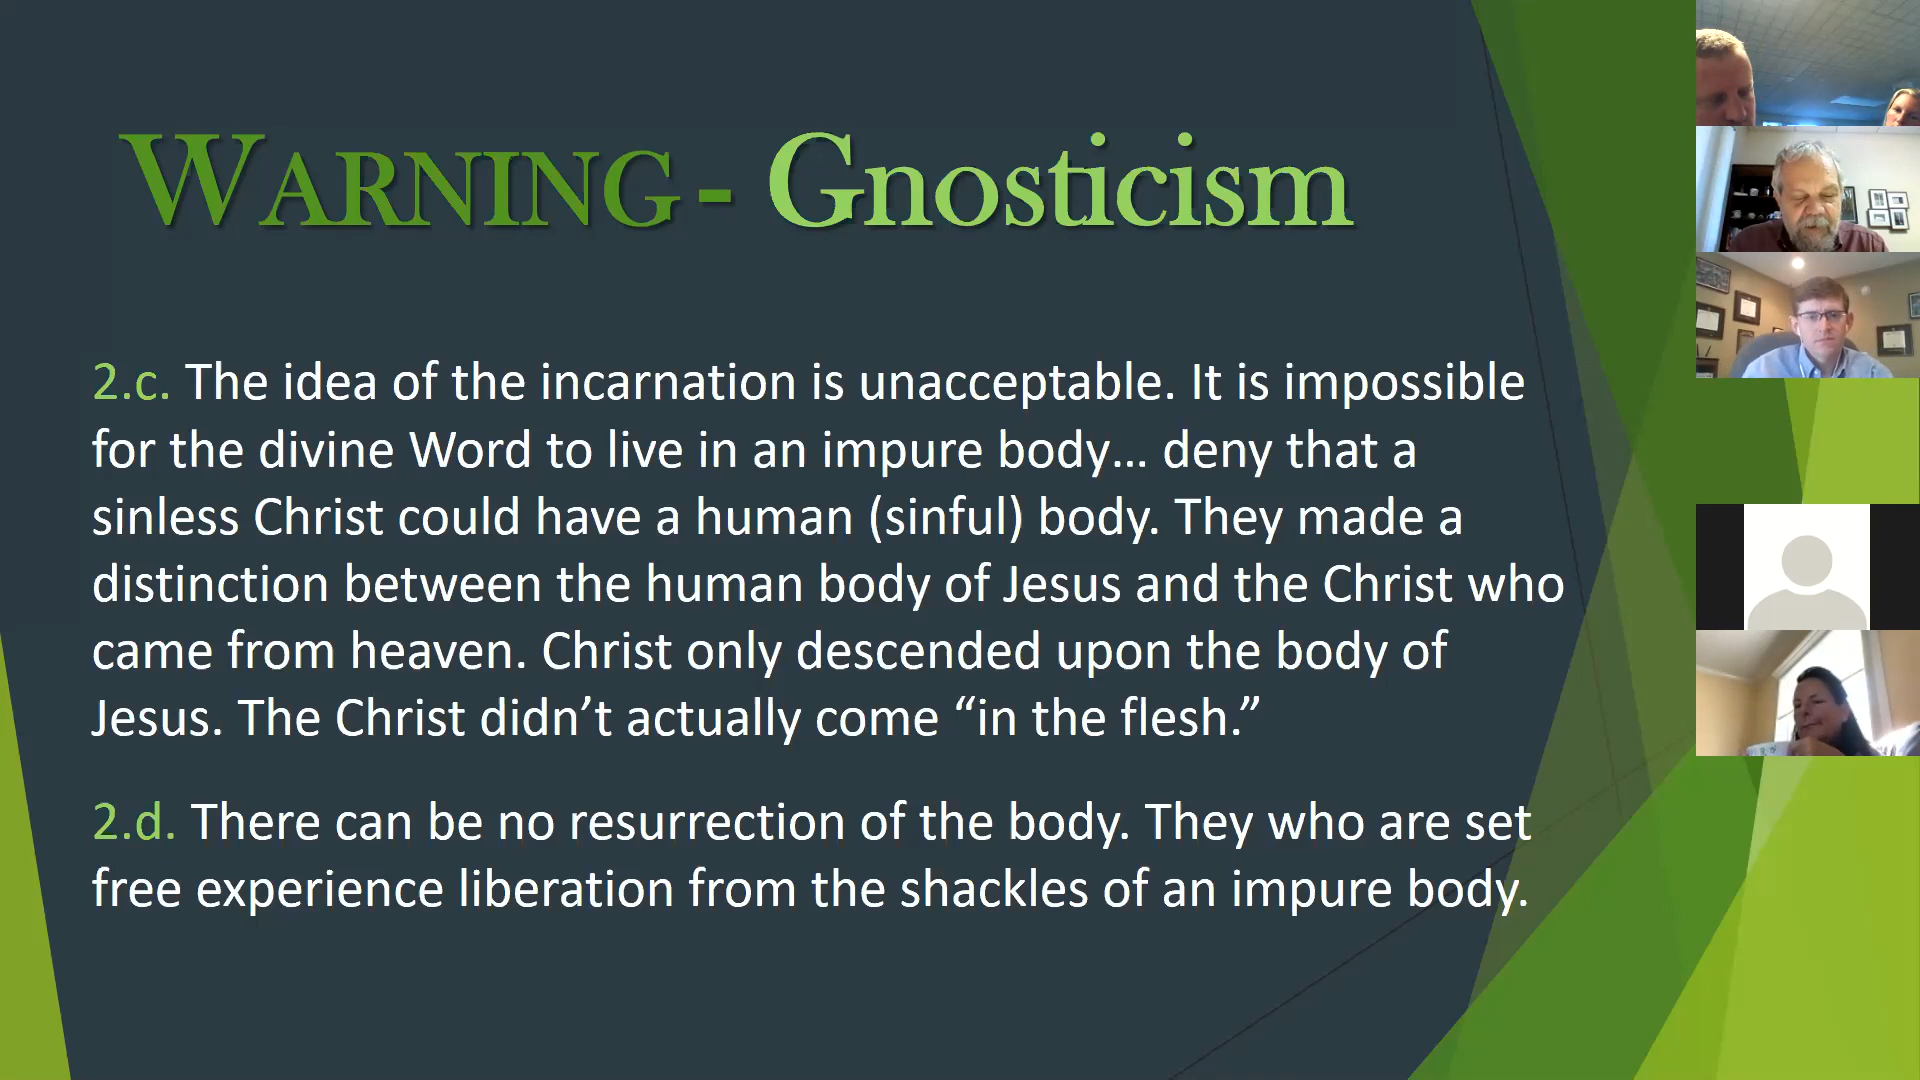 WARNING - Gnosticism
2.c. The idea of the incarnation is unacceptable. It is impossible
for the divine Word to live in an impure body… deny that a
sinless Christ could have a human (sinful) body. They made a
distinction between the human body of Jesus and the Christ who
came from heaven. Christ only descended upon the body of
Jesus. The Christ didn’t actually come “in the flesh.”
2.d. There can be no resurrection of the body. They who are set
free experience liberation from the shackles of an impure body.